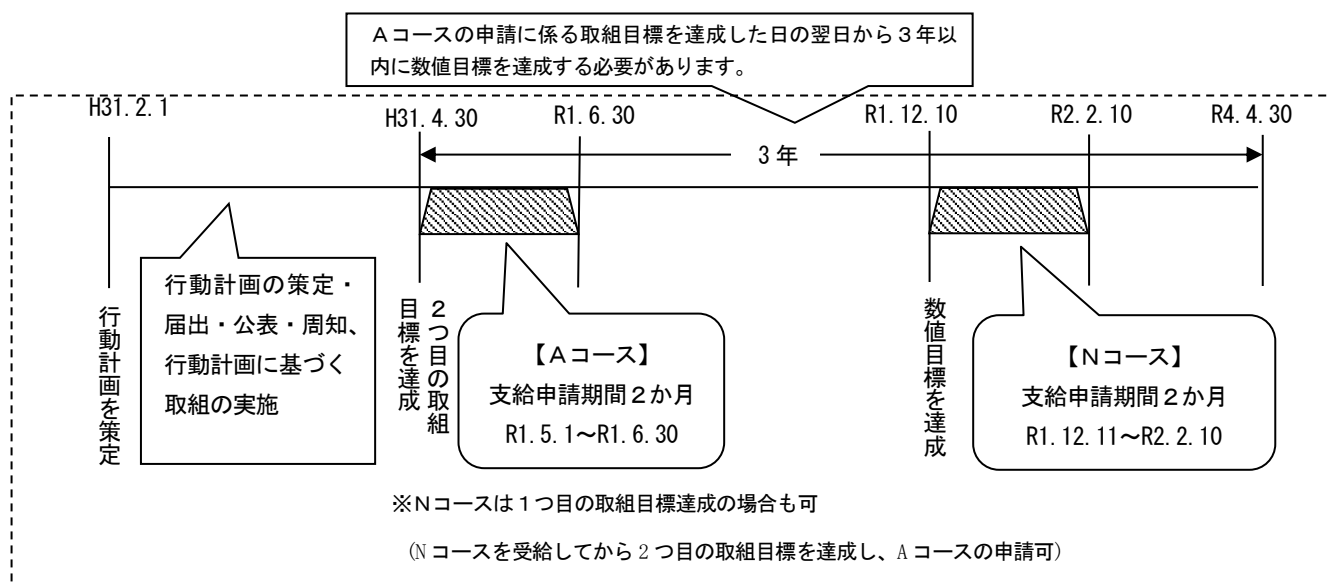 Ａコースの申請に係る取組目標を達成した日の翌日から３年以
内に数値目標を達成する必要があります。
H31.2.1
H31.4.30
R1.6.30
R1.12.10
R2.2.10
R4.4.30
３年
行動計画を策定
行動計画の策定・
届出・公表・周知、
行動計画に基づく
取組の実施
２つ目の取組
目標を達成
【Ａコース】
支給申請期間２か月
R1.5.1～R1.6.30
数値目標を達成
【Ｎコース】
支給申請期間２か月
R1.12.11～R2.2.10
※Ｎコースは１つ目の取組目標達成の場合も可
（N コースを受給してから 2 つ目の取組目標を達成し、A コースの申請可）